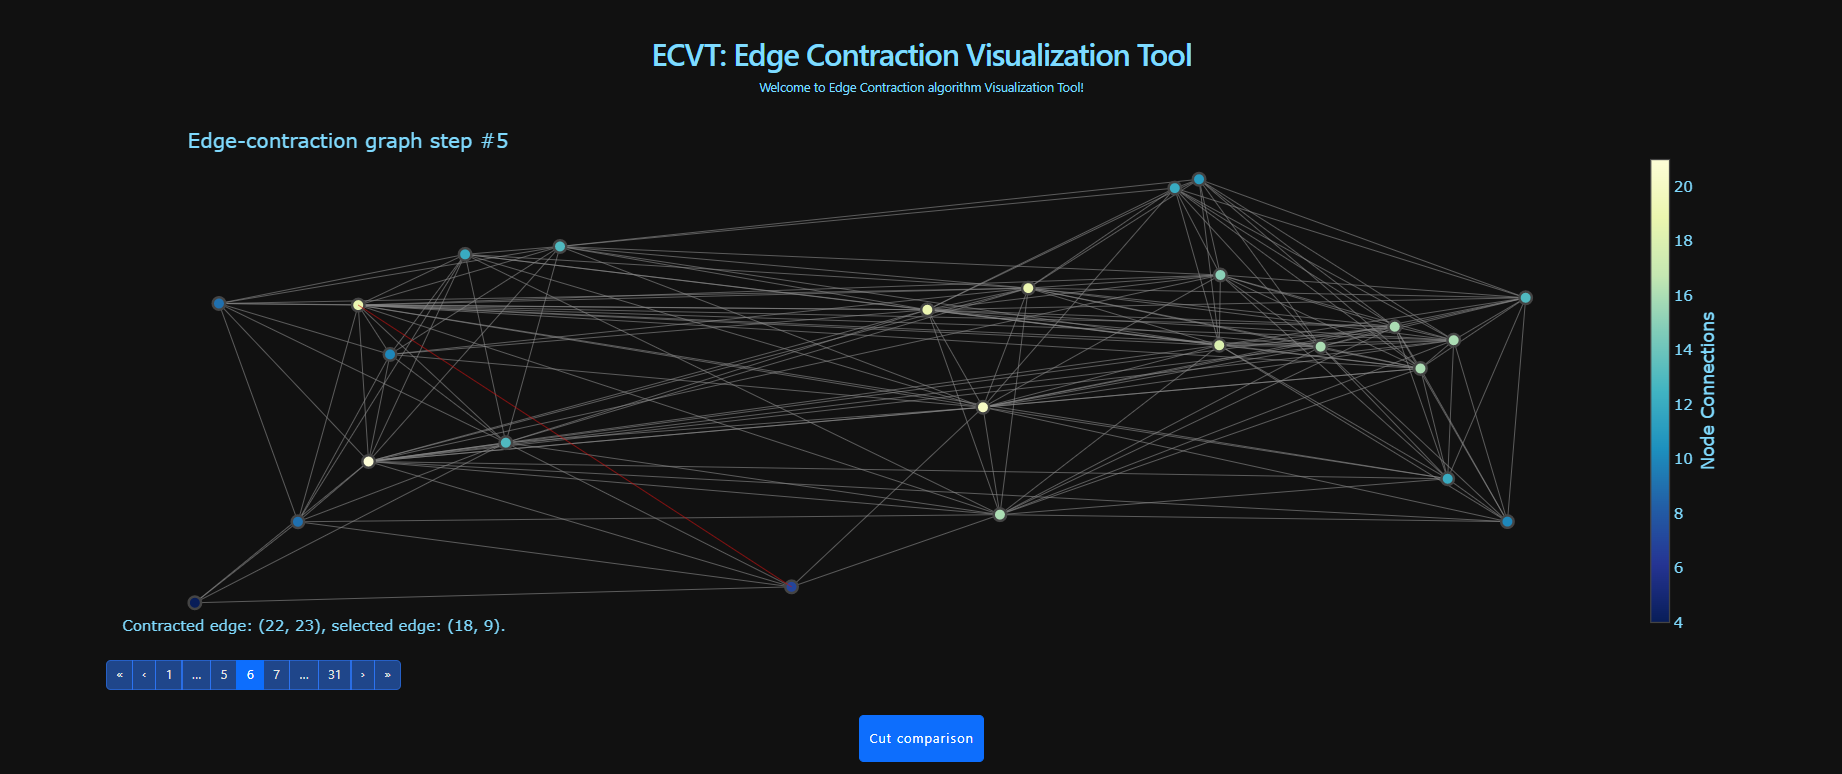 ECVT: Edge Contraction Visualization Tool
Welcome to Edge Contraction algorithm Visualization Tool!
Edge-contraction graph step #5
20
18
16
14
12
10
8
6
4
Node Connections
Contracted edge: (22, 23), selected edge: (18, 9).
« ‹ 1 ... 5 6 7 ... 31 › »
Cut comparison